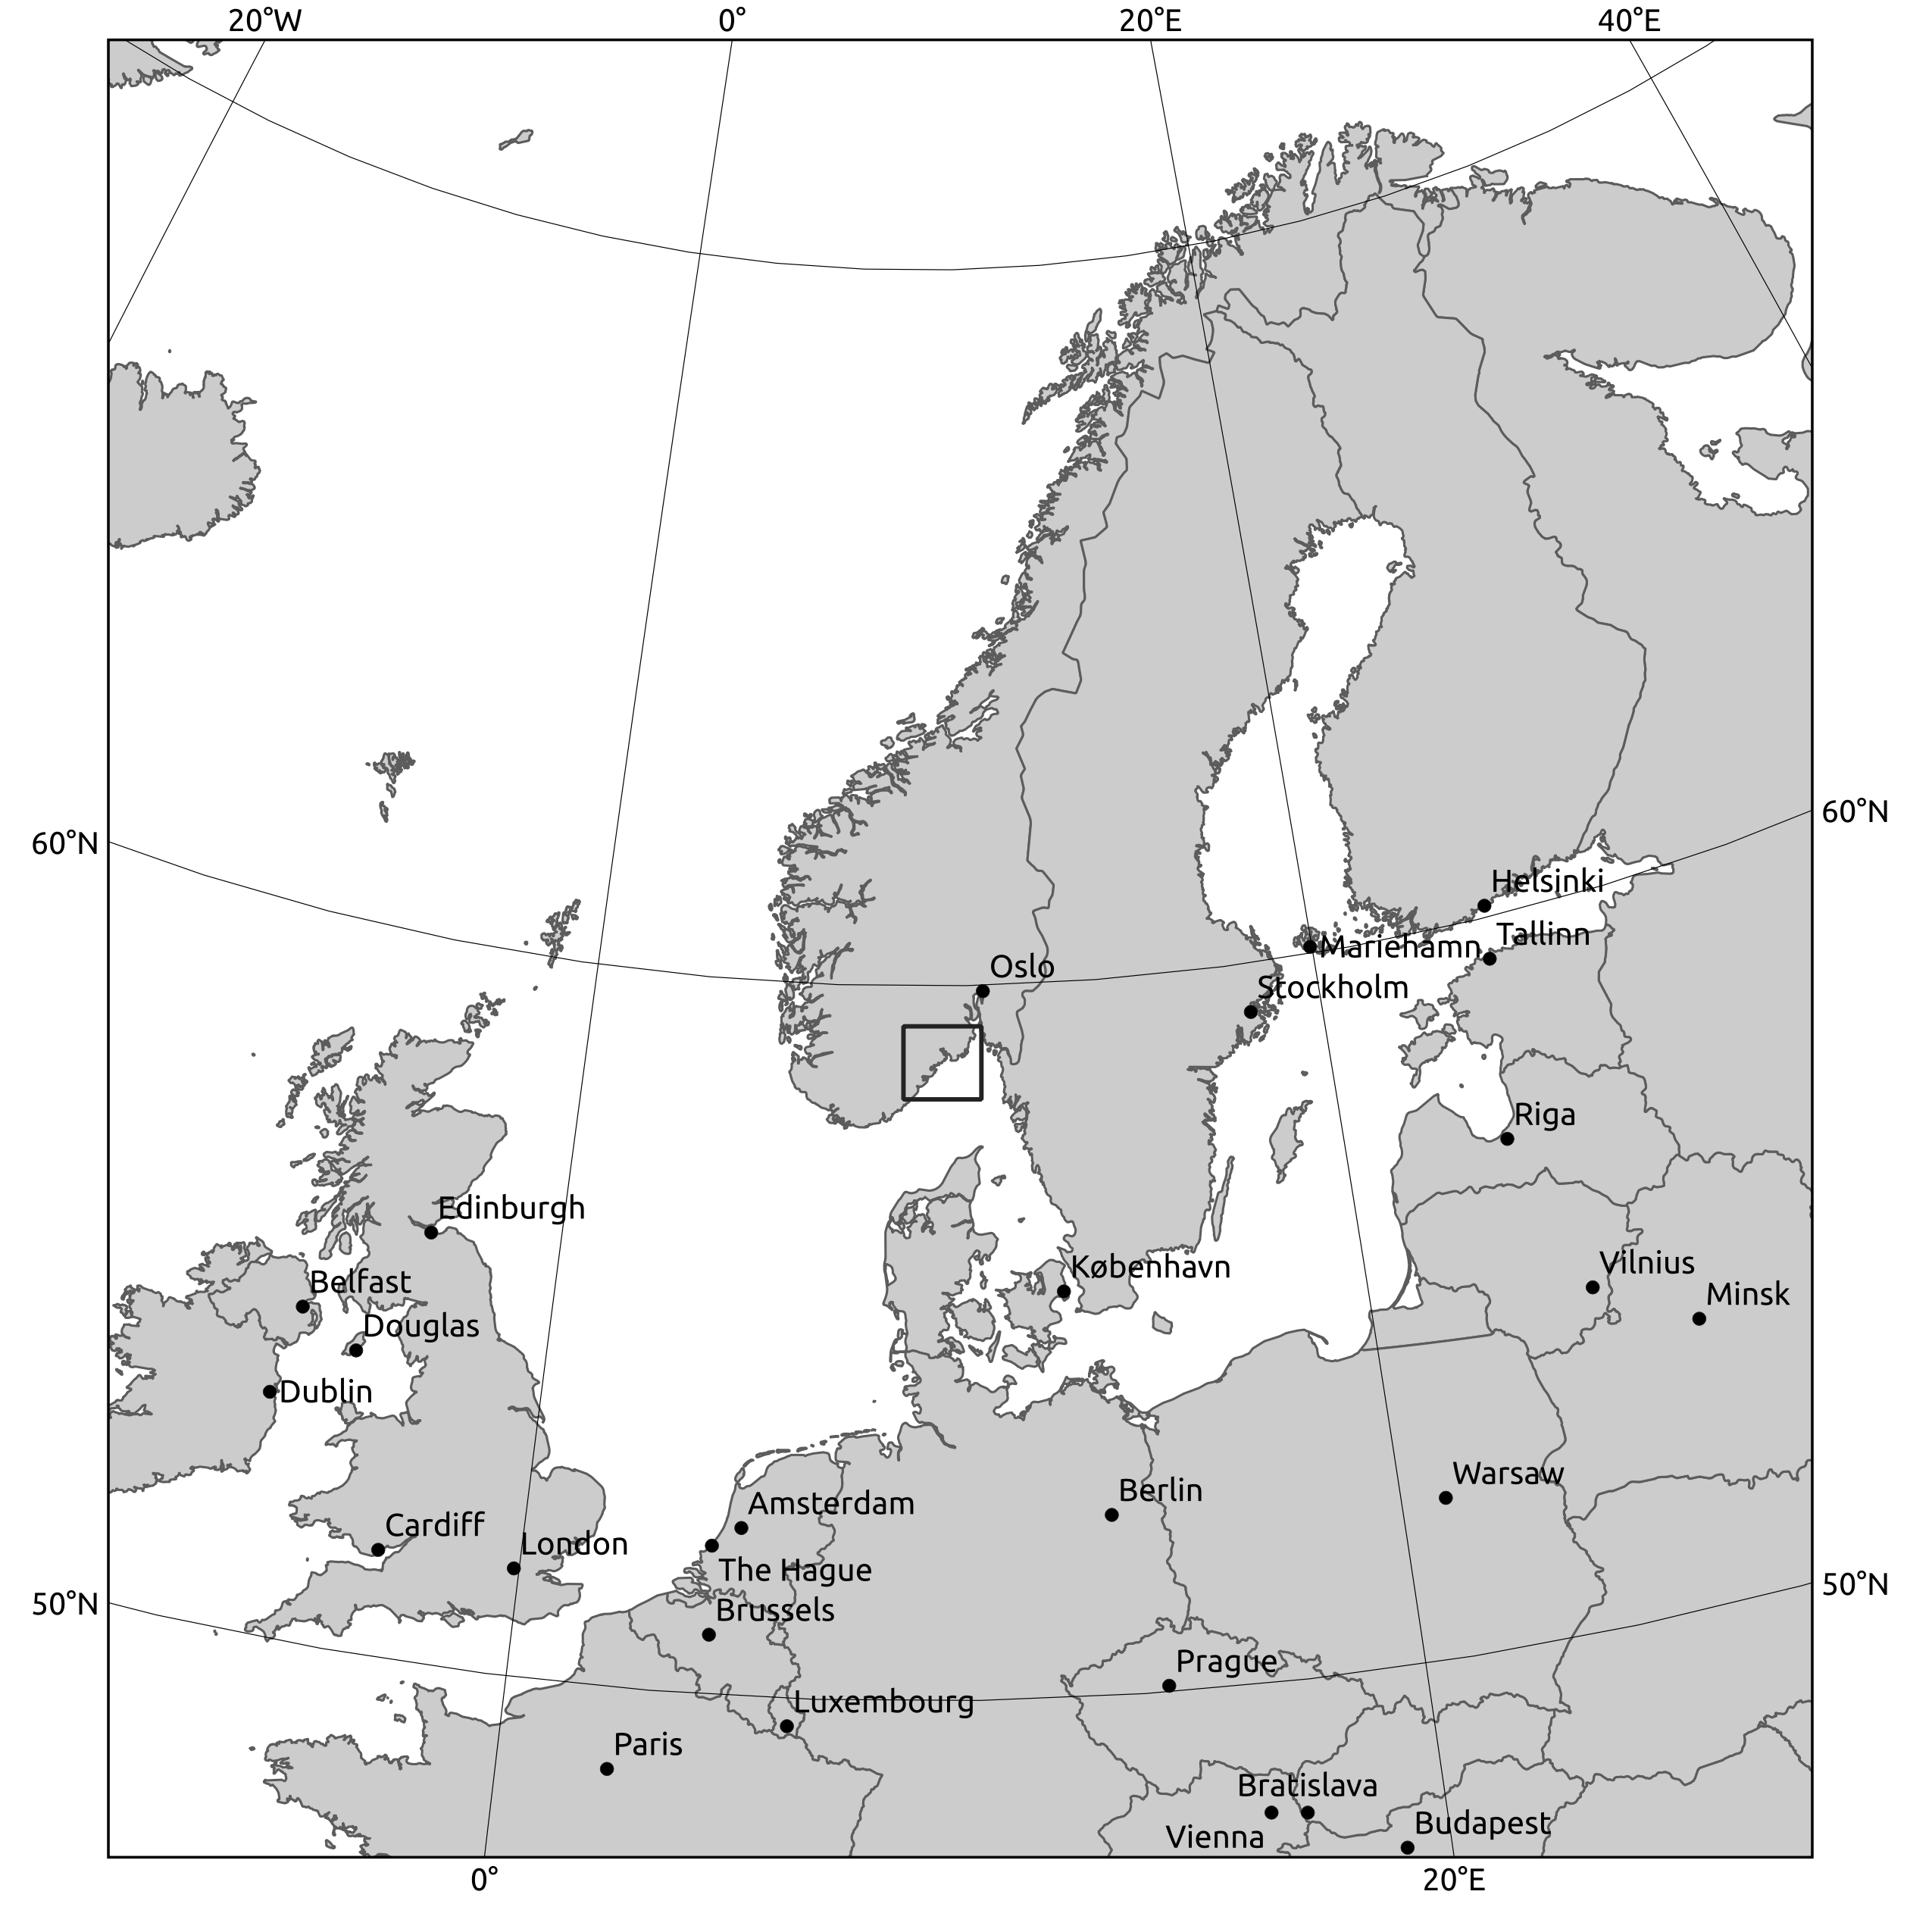 20°W 0° 20°E 40°E
60°N
60°N
Helsinki
Tallinn
Mariehamn
Oslo
Stockholm
Riga
Edinburgh
København
Vilnius
Belfast
Minsk
Douglas
Dublin
Warsaw
Berlin
Amsterdam
Cardiff
London
The Hague
50°N
50°N
Brussels
Prague
Luxembourg
Paris
Bratislava
Budapest
Vienna
0° 20°E